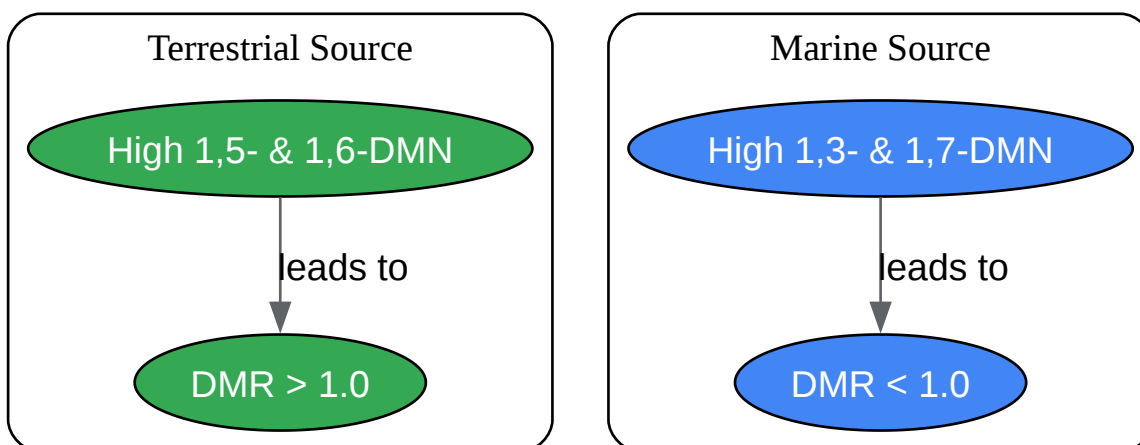 Terrestrial Source
High 1,5- & 1,6-DMN
leads to
DMR > 1.0
Marine Source
High 1,3- & 1,7-DMN
leads to
DMR < 1.0